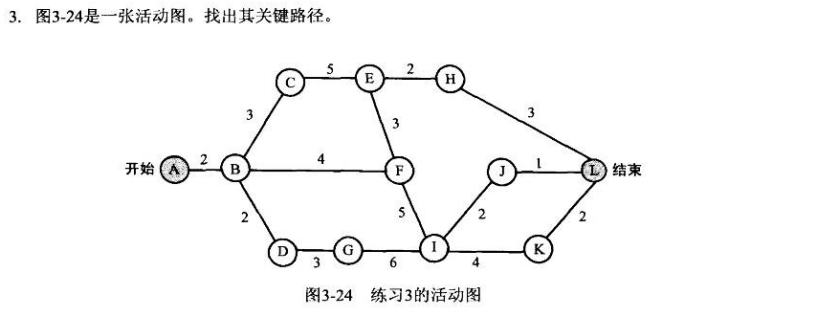 3. 图3-24是一张活动图。找出其关键路径。
C 5 E 2 H
3 3 3
开始 A 2 B 4 F J 1 L 结束
2 5 2 2
D 3 G 6 I 4 K
图3-24 练习3的活动图